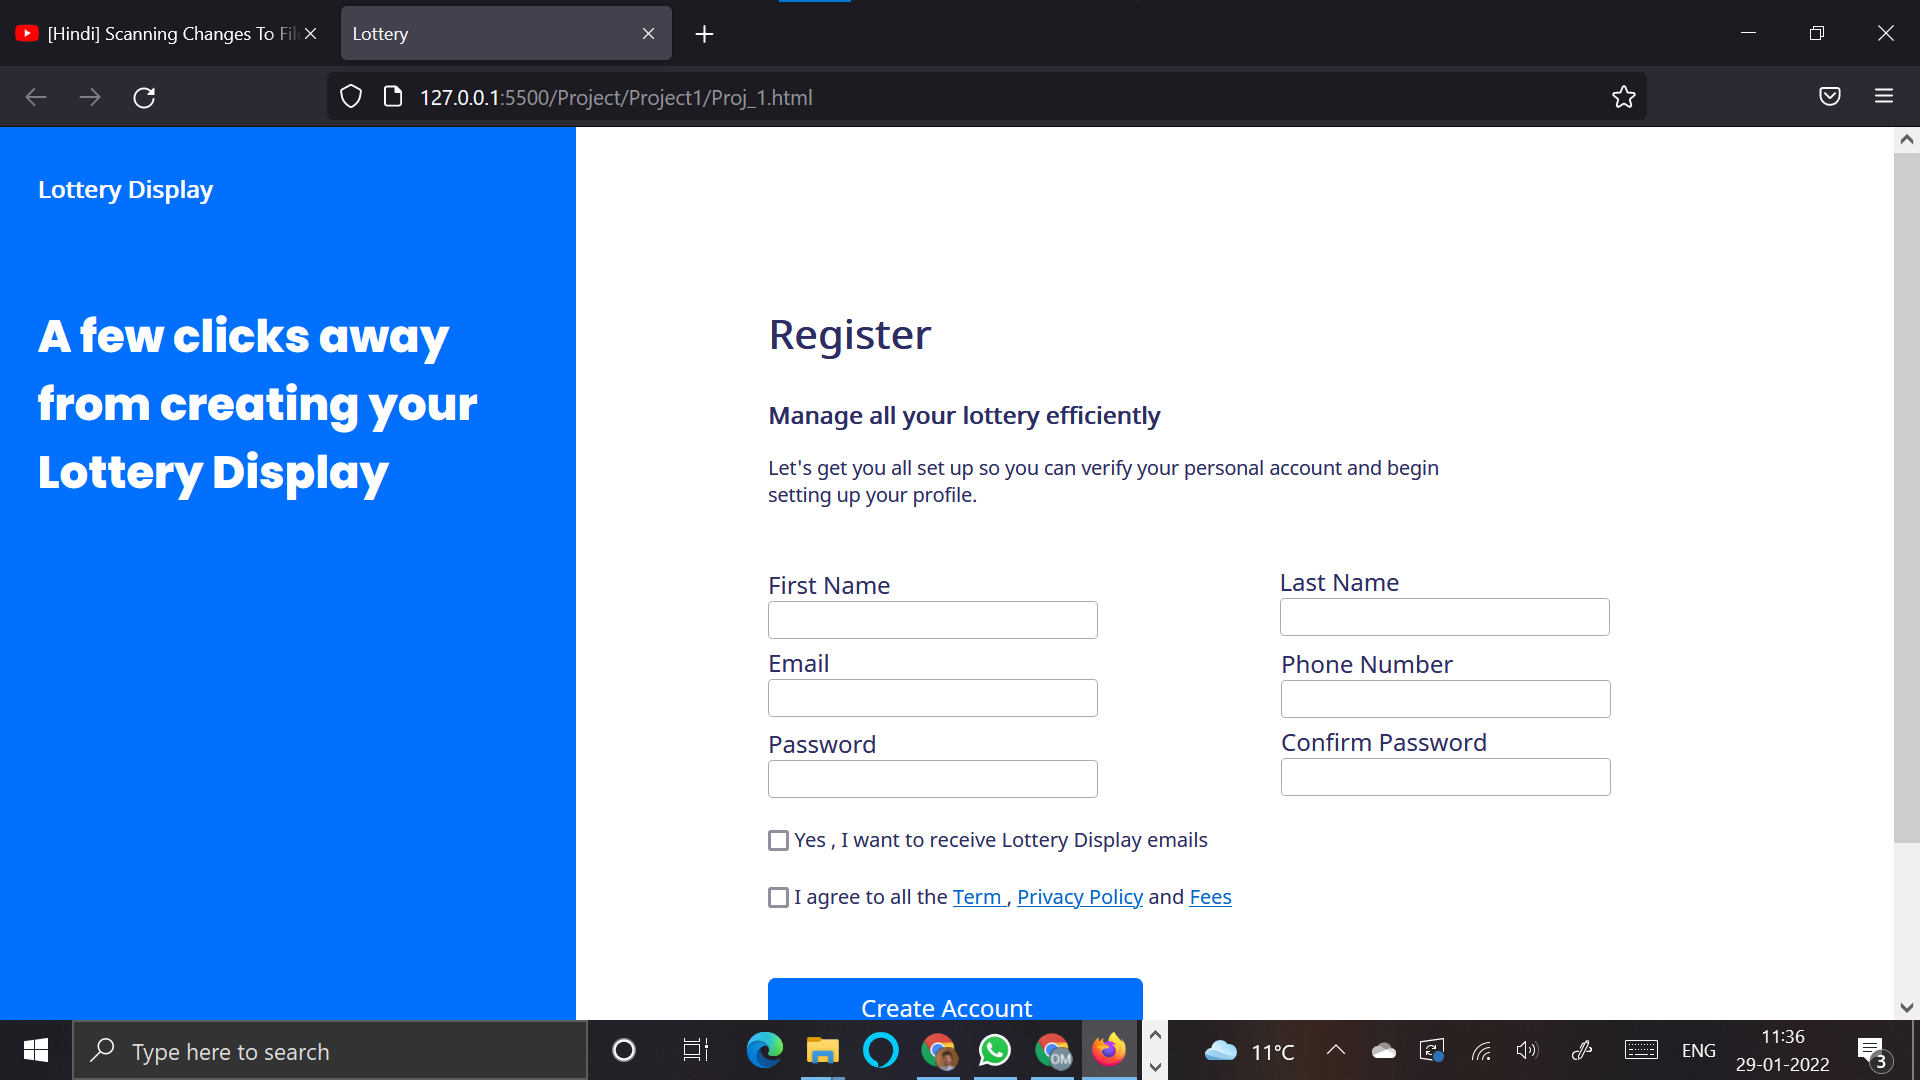 [Hindi] Scanning Changes To Fil
Lottery
127.0.0.1:5500/Project/Project1/Proj_1.html
Lottery Display
A few clicks away
from creating your
Lottery Display
Register
Manage all your lottery efficiently
Let's get you all set up so you can verify your personal account and begin
setting up your profile.
First Name
Last Name
Email
Phone Number
Password
Confirm Password
Yes , I want to receive Lottery Display emails
I agree to all the Term , Privacy Policy and Fees
Create Account
Type here to search
DM
11°C
ENG
11:36
29-01-2022
3